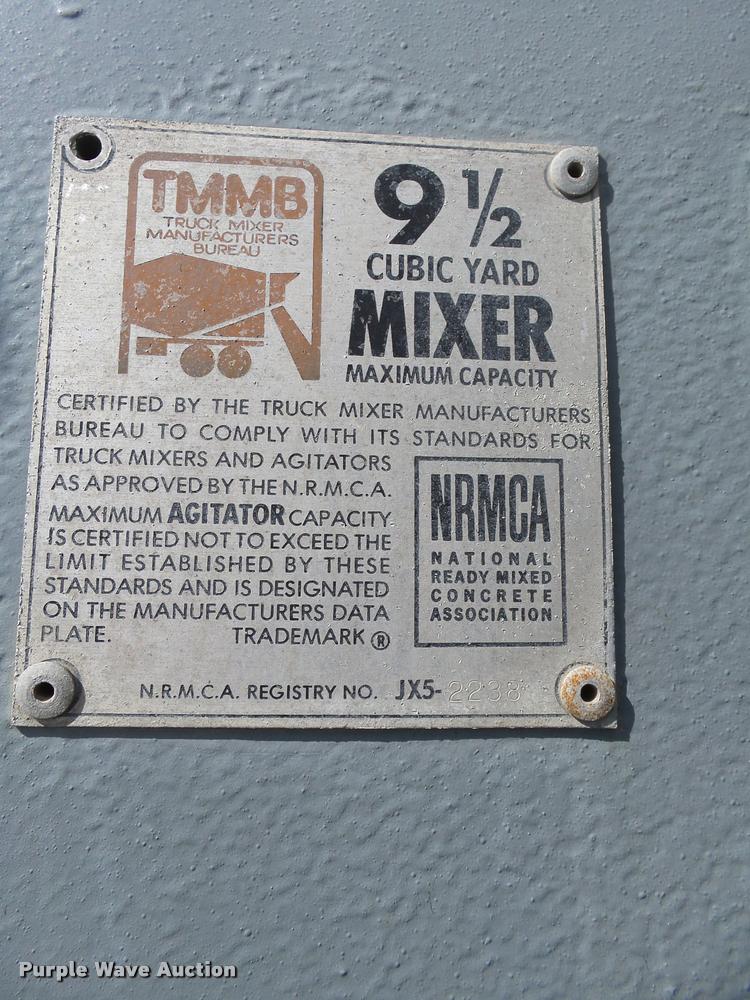 TMMB
TRUCK MIXER
MANUFACTURERS
BUREAU
9 1/2
CUBIC YARD
MIXER
MAXIMUM CAPACITY
CERTIFIED BY THE TRUCK MIXER MANUFACTURERS
BUREAU TO COMPLY WITH ITS STANDARDS FOR
TRUCK MIXERS AND AGITATORS
AS APPROVED BY THE N.R.M.C.A.
MAXIMUM AGITATOR CAPACITY
IS CERTIFIED NOT TO EXCEED THE
LIMIT ESTABLISHED BY THESE
STANDARDS AND IS DESIGNATED
ON THE MANUFACTURERS DATA
PLATE. TRADEMARK ®
NRMCA
NATIONAL
READY MIXED
CONCRETE
ASSOCIATION
N.R.M.C.A. REGISTRY NO. JX5-2238
Purple Wave Auction